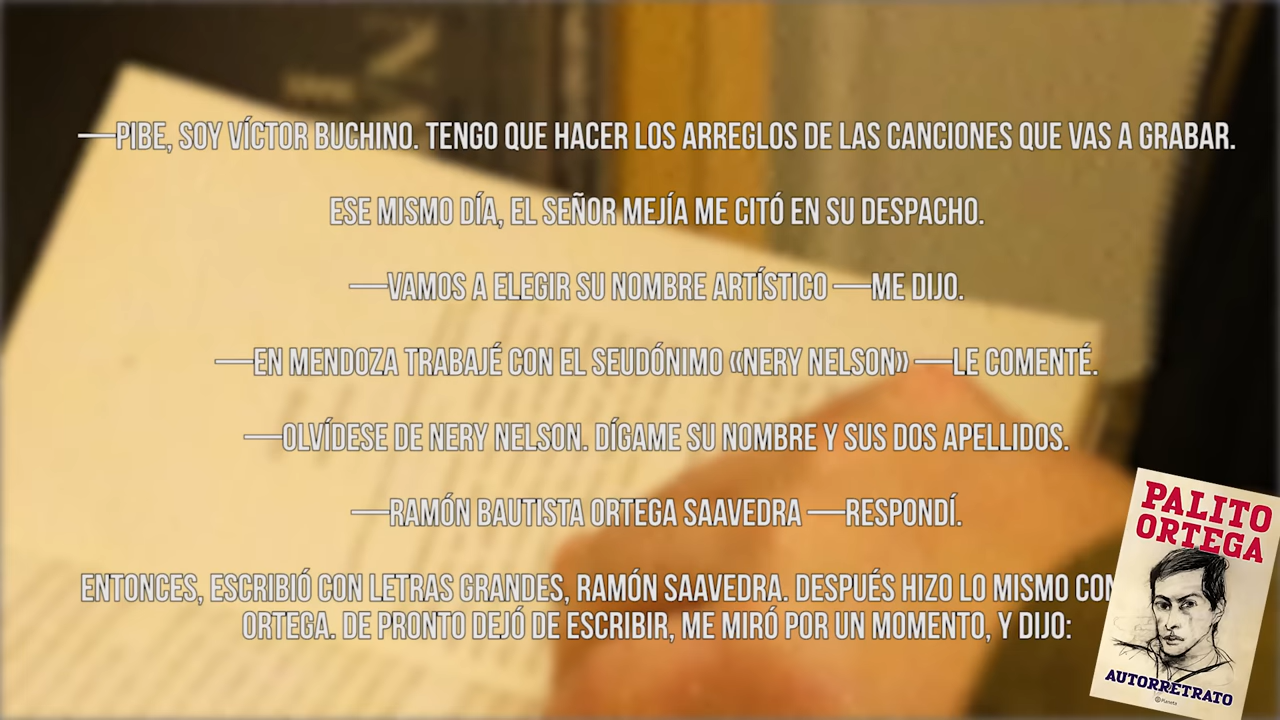 —PIBE, SOY VÍCTOR BUCHINO. TENGO QUE HACER LOS ARREGLOS DE LAS CANCIONES QUE VAS A GRABAR.
ESE MISMO DÍA, EL SEÑOR MEJÍA ME CITÓ EN SU DESPACHO.
—VAMOS A ELEGIR SU NOMBRE ARTÍSTICO —ME DIJO.
—EN MENDOZA TRABAJÉ CON EL SEUDÓNIMO «NERY NELSON» —LE COMENTÉ.
—OLVÍDESE DE NERY NELSON. DÍGAME SU NOMBRE Y SUS DOS APELLIDOS.
—RAMÓN BAUTISTA ORTEGA SAAVEDRA —RESPONDÍ.
ENTONCES, ESCRIBIÓ CON LETRAS GRANDES, RAMÓN SAAVEDRA. DESPUÉS HIZO LO MISMO CON
ORTEGA. DE PRONTO DEJÓ DE ESCRIBIR, ME MIRÓ POR UN MOMENTO, Y DIJO:
PALITO
ORTEGA
AUTORRETRATO
Planeta